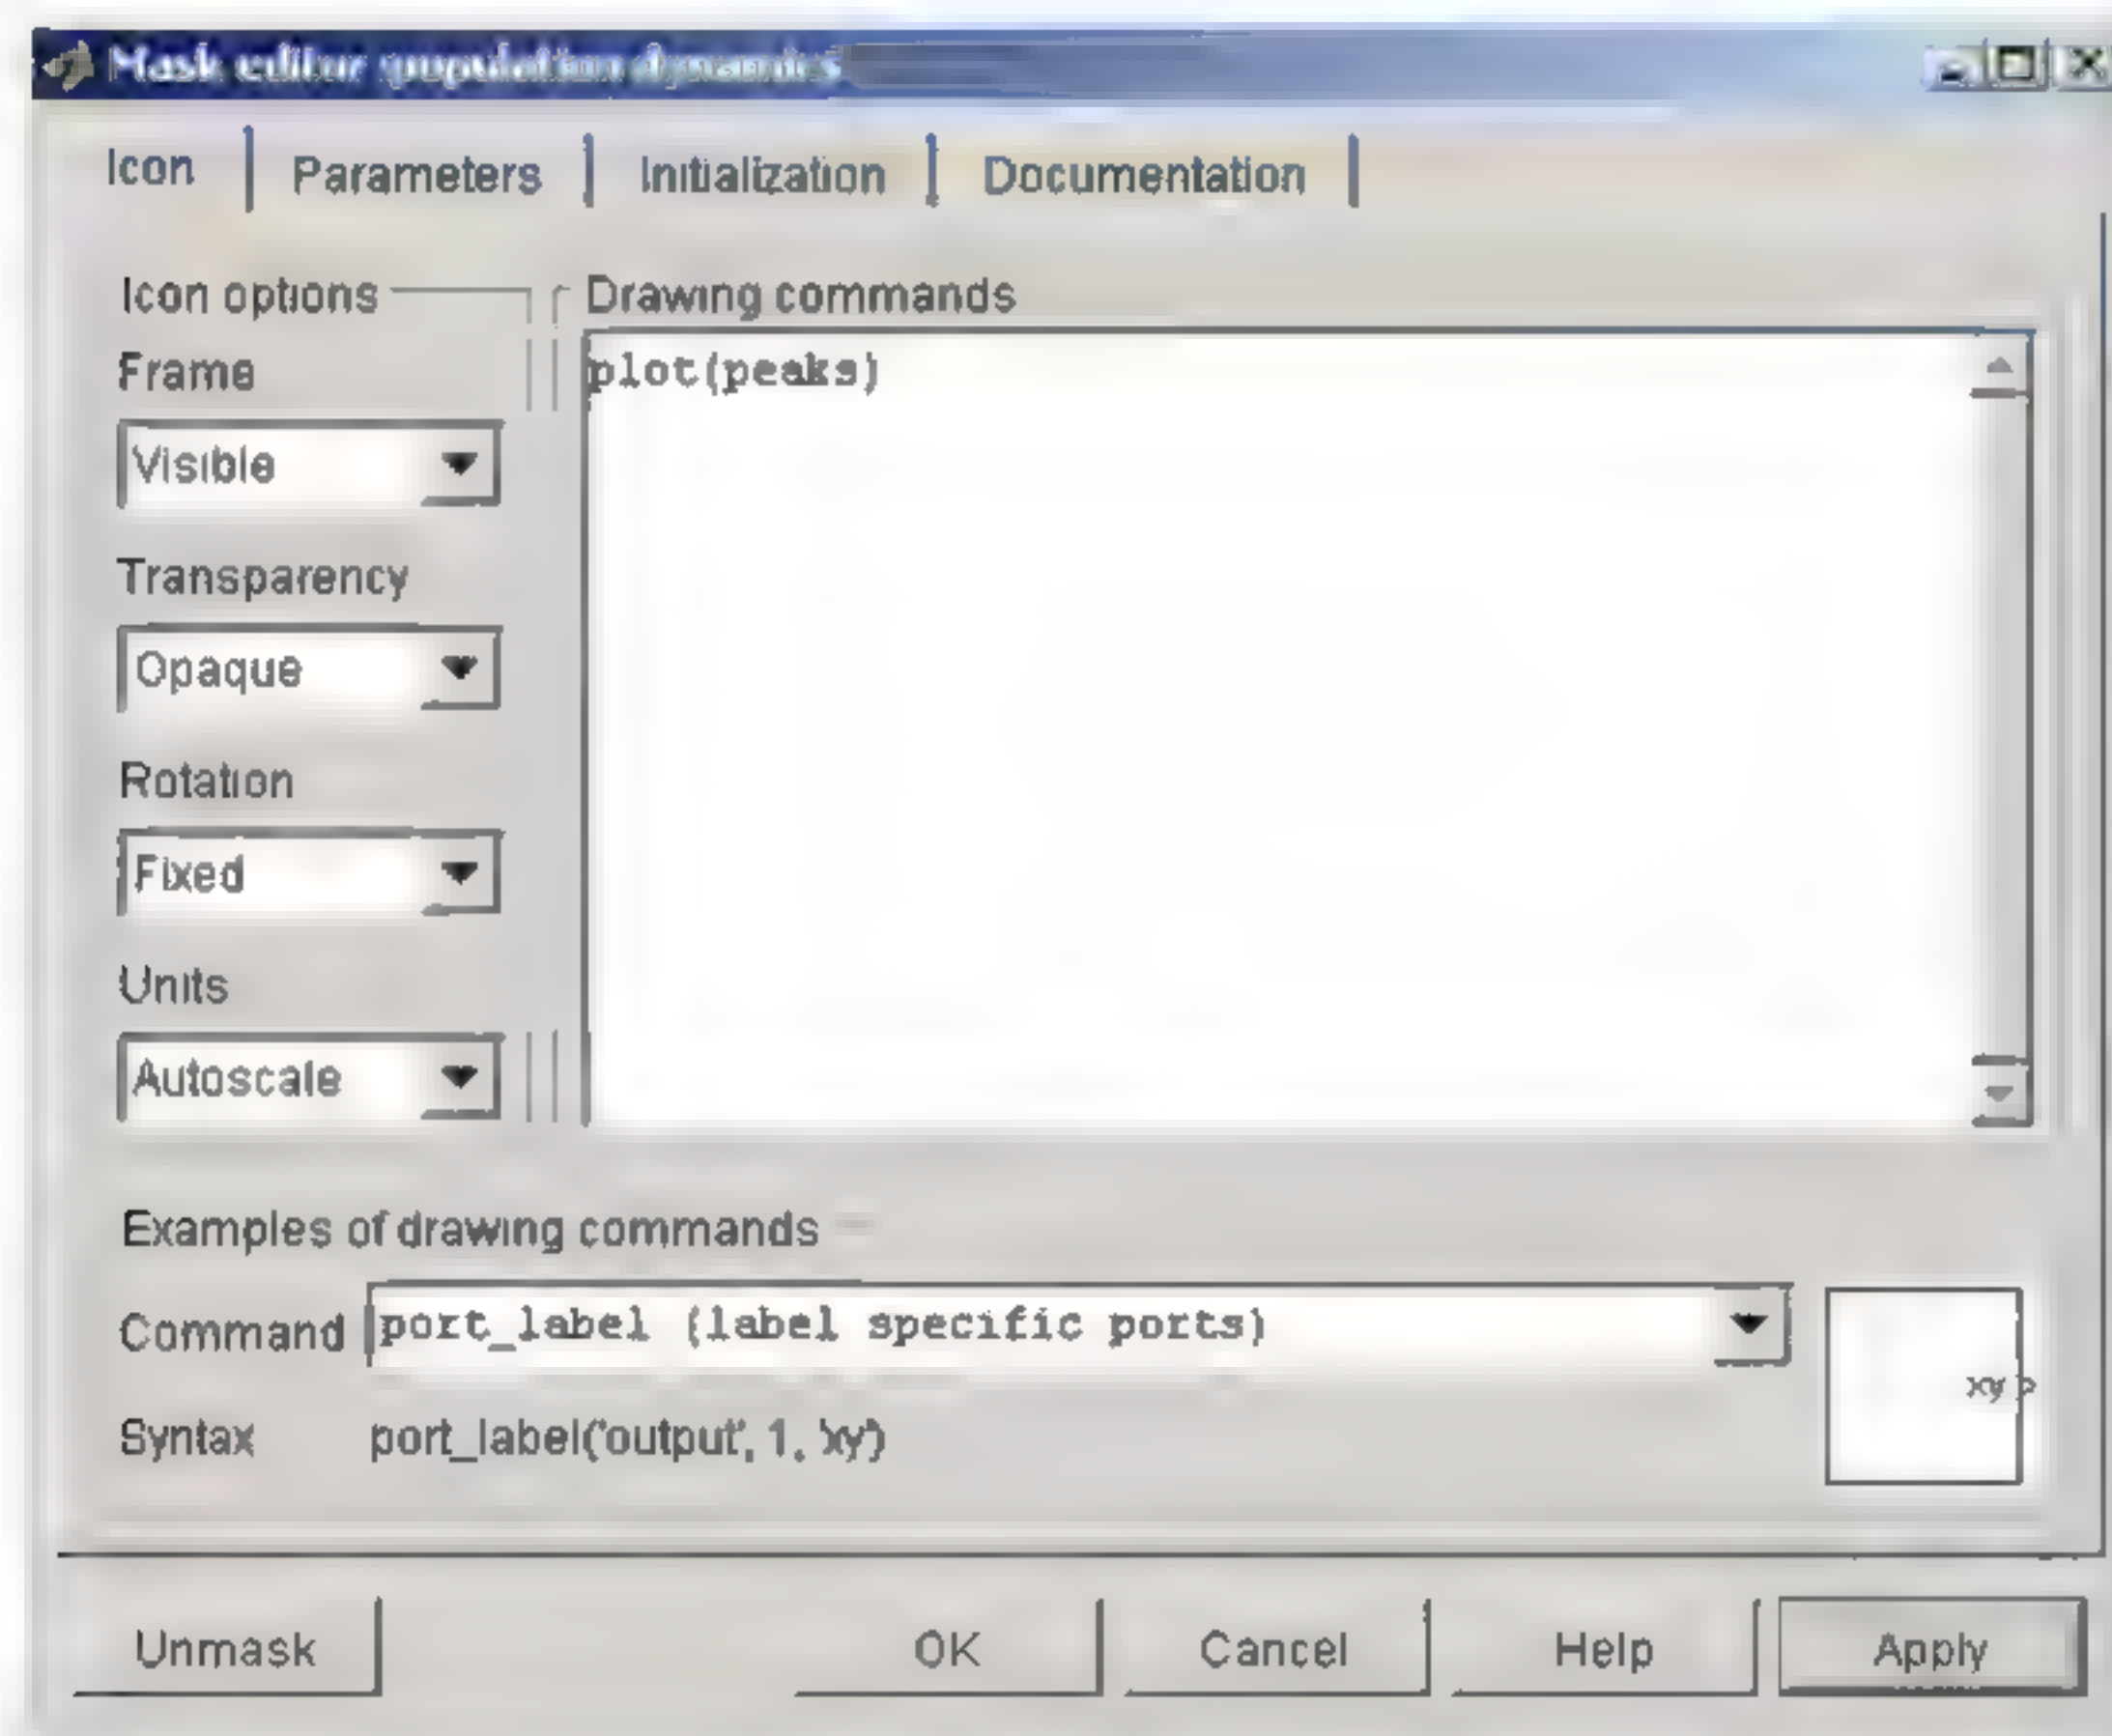 Mask editor population dynamics
Icon Parameters Initialization Documentation
Icon options
Drawing commands
Frame
plot(peaks)
Visible
Transparency
Opaque
Rotation
Fixed
Units
Autoscale
Examples of drawing commands
Command port_label (label specific ports)
xy >
Syntax port_label('output', 1, 'xy')
Unmask OK Cancel Help Apply